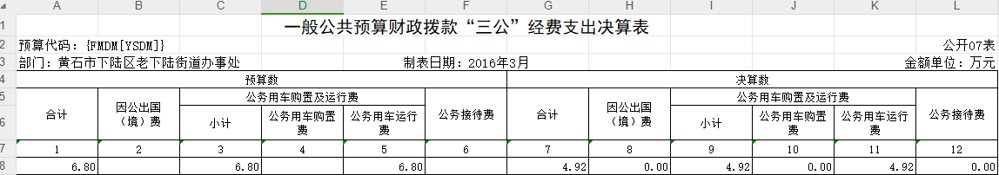 A B C D E F G H I J K L
1 一般公共预算财政拨款“三公”经费支出决算表
2 预算代码：{FMDM[YSDM]} 公开07表
3 部门：黄石市下陆区老下陆街道办事处 制表日期：2016年3月 金额单位：万元
4 预算数 决算数
5 合计 因公出国（境）费 公务用车购置及运行费 公务接待费 合计 因公出国（境）费 公务用车购置及运行费 公务接待费
6 小计 公务用车购置费 公务用车运行费 小计 公务用车购置费 公务用车运行费
7 1 2 3 4 5 6 7 8 9 10 11 12
8 6.80 6.80 6.80 4.92 0.00 4.92 0.00 4.92 0.00